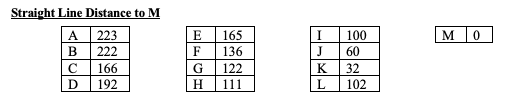 Straight Line Distance to M
A 223 E 165 I 100 M 0
B 222 F 136 J 60
C 166 G 122 K 32
D 192 H 111 L 102